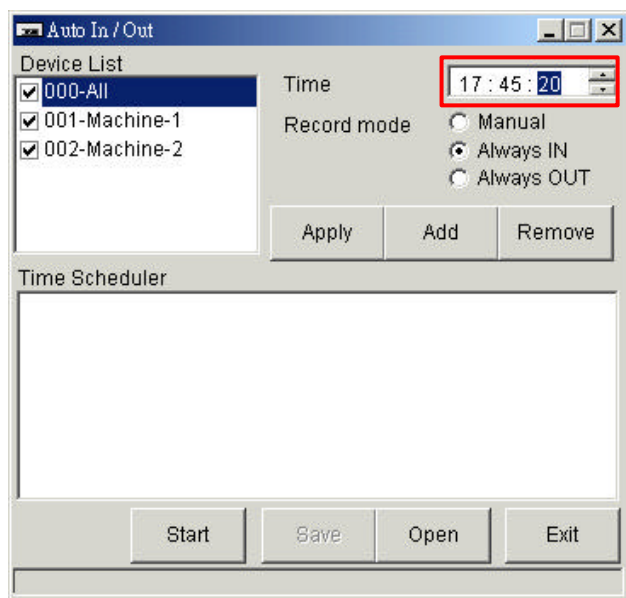 Auto In / Out
Device List
000-All
001-Machine-1
002-Machine-2
Time
17 : 45 : 20
Record mode
Manual
Always IN
Always OUT
Apply
Add
Remove
Time Scheduler
Start
Save
Open
Exit